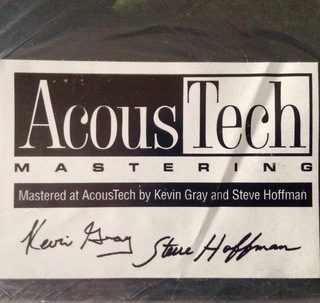 AcousTech
MASTERING
Mastered at AcousTech by Kevin Gray and Steve Hoffman
Kevin Gray Steve Hoffman